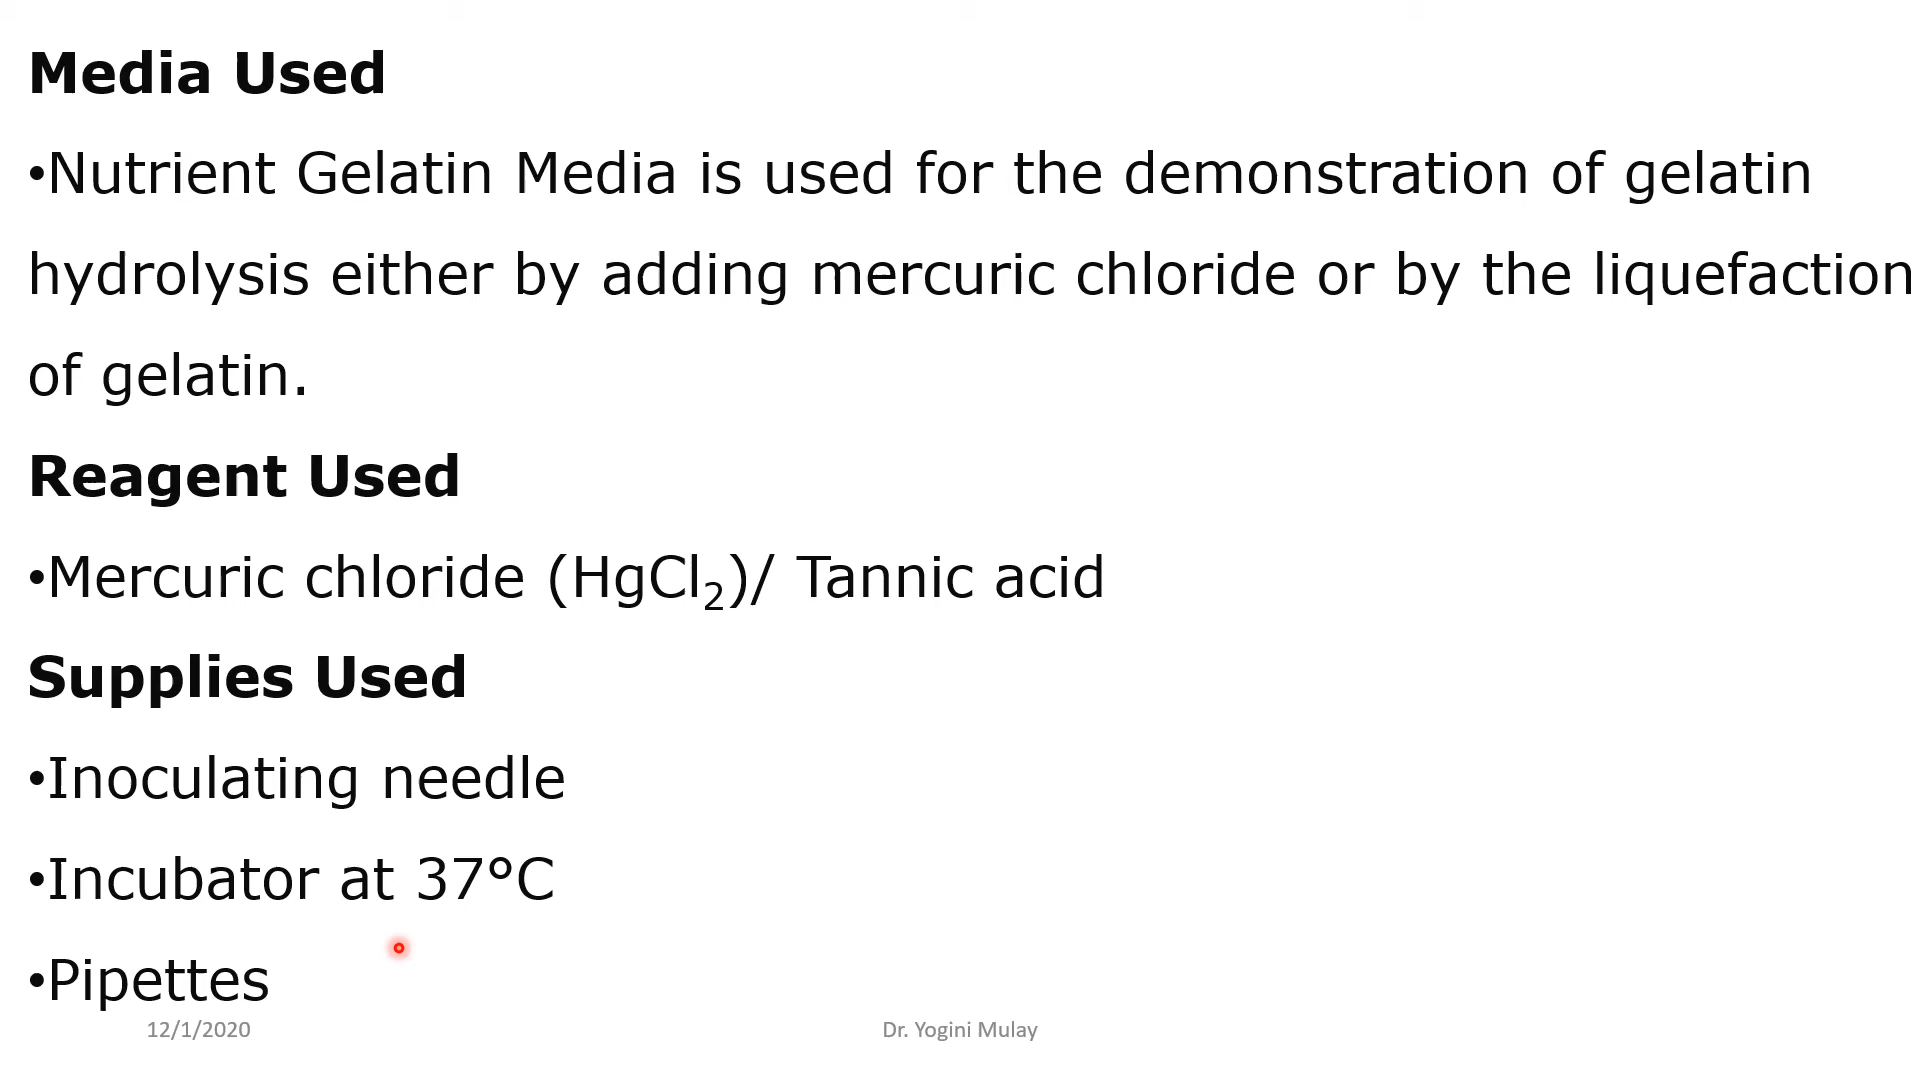 Media Used
•Nutrient Gelatin Media is used for the demonstration of gelatin
hydrolysis either by adding mercuric chloride or by the liquefaction
of gelatin.
Reagent Used
•Mercuric chloride (HgCl₂)/ Tannic acid
Supplies Used
•Inoculating needle
•Incubator at 37°C
•Pipettes
12/1/2020
Dr. Yogini Mulay